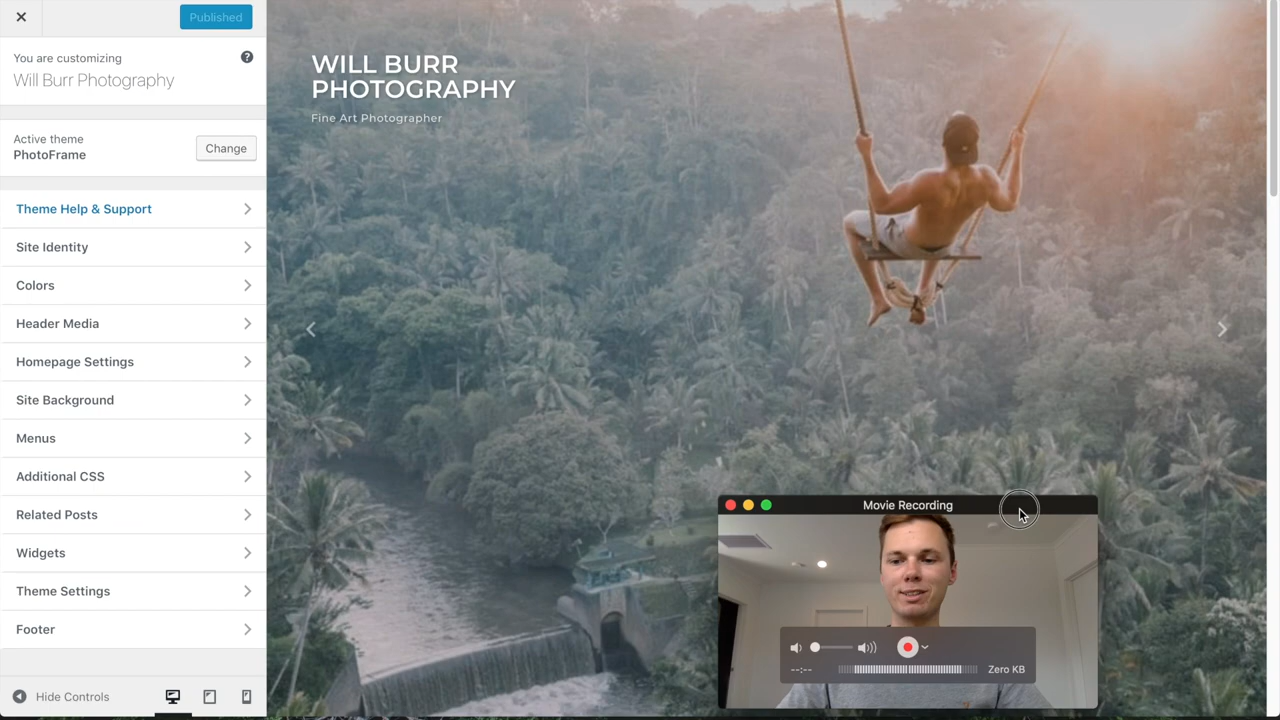 Published
You are customizing
Will Burr Photography
Active theme
PhotoFrame
Change
Theme Help & Support
Site Identity
Colors
Header Media
Homepage Settings
Site Background
Menus
Additional CSS
Related Posts
Widgets
Theme Settings
Footer
Hide Controls
WILL BURR
PHOTOGRAPHY
Fine Art Photographer
Movie Recording
--:--
Zero KB